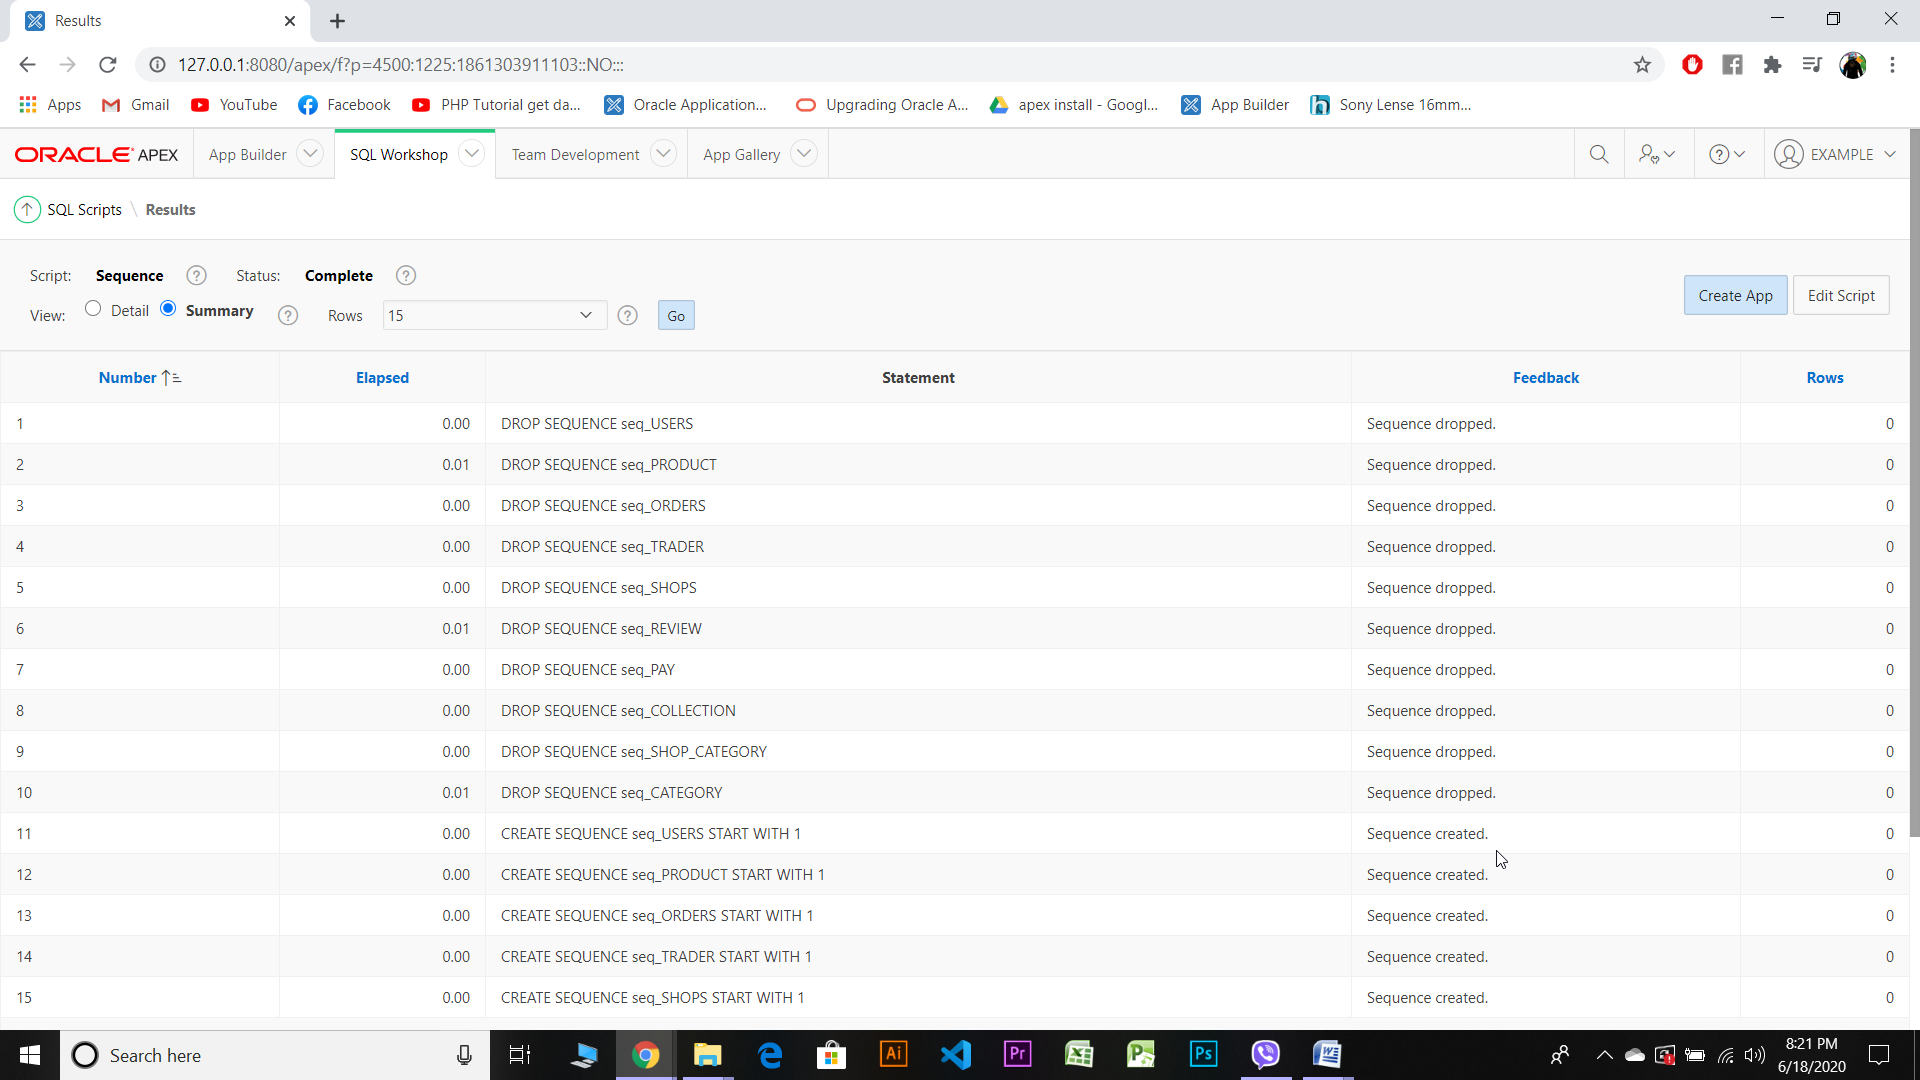 Results
127.0.0.1:8080/apex/f?p=4500:1225:1861303911103::NO:::
Apps Gmail YouTube Facebook PHP Tutorial get da... Oracle Application... Upgrading Oracle A... apex install - Googl... App Builder Sony Lense 16mm...
ORACLE APEX App Builder SQL Workshop Team Development App Gallery EXAMPLE
SQL Scripts \ Results
Script: Sequence Status: Complete
Create App Edit Script
View: Detail Summary Rows 15 Go
Number Elapsed Statement Feedback Rows
1 0.00 DROP SEQUENCE seq_USERS Sequence dropped. 0
2 0.01 DROP SEQUENCE seq_PRODUCT Sequence dropped. 0
3 0.00 DROP SEQUENCE seq_ORDERS Sequence dropped. 0
4 0.00 DROP SEQUENCE seq_TRADER Sequence dropped. 0
5 0.00 DROP SEQUENCE seq_SHOPS Sequence dropped. 0
6 0.01 DROP SEQUENCE seq_REVIEW Sequence dropped. 0
7 0.00 DROP SEQUENCE seq_PAY Sequence dropped. 0
8 0.00 DROP SEQUENCE seq_COLLECTION Sequence dropped. 0
9 0.00 DROP SEQUENCE seq_SHOP_CATEGORY Sequence dropped. 0
10 0.01 DROP SEQUENCE seq_CATEGORY Sequence dropped. 0
11 0.00 CREATE SEQUENCE seq_USERS START WITH 1 Sequence created. 0
12 0.00 CREATE SEQUENCE seq_PRODUCT START WITH 1 Sequence created. 0
13 0.00 CREATE SEQUENCE seq_ORDERS START WITH 1 Sequence created. 0
14 0.00 CREATE SEQUENCE seq_TRADER START WITH 1 Sequence created. 0
15 0.00 CREATE SEQUENCE seq_SHOPS START WITH 1 Sequence created. 0
Search here
Ai Pr Ps
8:21 PM
6/18/2020